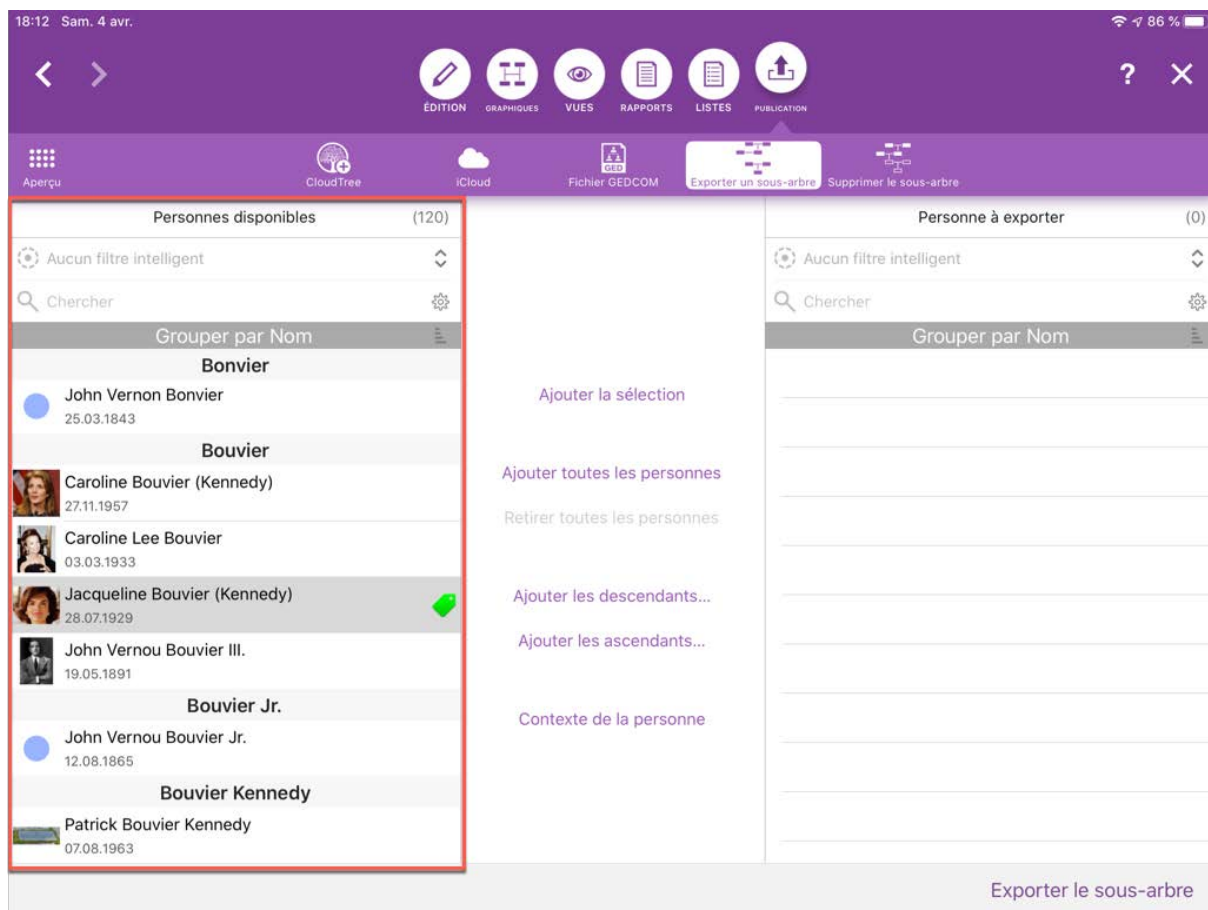 18:12 Sam. 4 avr.
86 %
?
ÉDITION
GRAPHIQUES
VUES
RAPPORTS
LISTES
PUBLICATION
Aperçu
CloudTree
iCloud
GED
Fichier GEDCOM
Exporter un sous-arbre
Supprimer le sous-arbre
Personnes disponibles (120)
Aucun filtre intelligent
Chercher
Grouper par Nom
Bonvier
John Vernon Bonvier
25.03.1843
Bouvier
Caroline Bouvier (Kennedy)
27.11.1957
Caroline Lee Bouvier
03.03.1933
Jacqueline Bouvier (Kennedy)
28.07.1929
John Vernou Bouvier III.
19.05.1891
Bouvier Jr.
John Vernou Bouvier Jr.
12.08.1865
Bouvier Kennedy
Patrick Bouvier Kennedy
07.08.1963
Ajouter la sélection
Ajouter toutes les personnes
Retirer toutes les personnes
Ajouter les descendants...
Ajouter les ascendants...
Contexte de la personne
Personne à exporter (0)
Aucun filtre intelligent
Chercher
Grouper par Nom
Exporter le sous-arbre